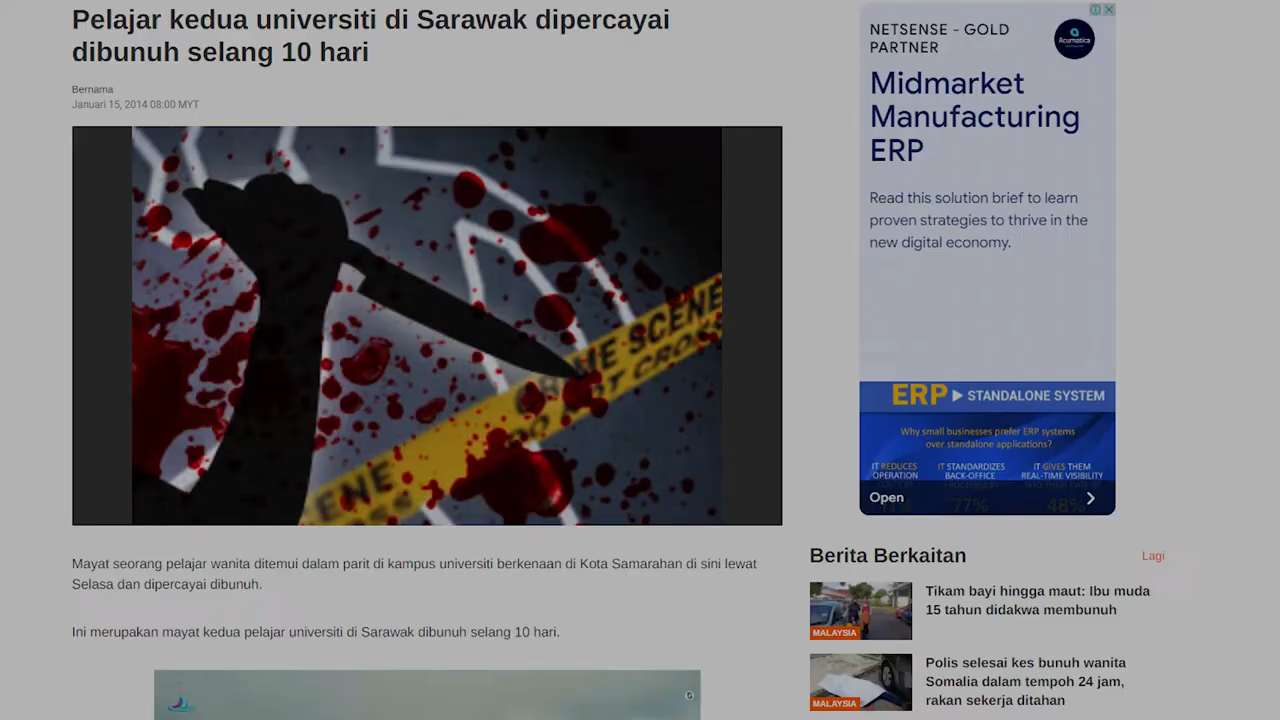 Pelajar kedua universiti di Sarawak dipercayai
dibunuh selang 10 hari
Bernama
Januari 15, 2014 08:00 MYT
CRIME SCENE
DO NOT CROSS
Mayat seorang pelajar wanita ditemui dalam parit di kampus universiti berkenaan di Kota Samarahan di sini lewat
Selasa dan dipercayai dibunuh.
Ini merupakan mayat kedua pelajar universiti di Sarawak dibunuh selang 10 hari.
NETSENSE - GOLD
PARTNER
Acumatica
Midmarket
Manufacturing
ERP
Read this solution brief to learn
proven strategies to thrive in the
new digital economy.
ERP ▶ STANDALONE SYSTEM
Why small businesses prefer ERP systems
over standalone applications?
IT REDUCES IT STANDARDIZES IT GIVES THEM
OPERATION BACK-OFFICE REAL-TIME VISIBILITY
77% 48%
Open
Berita Berkaitan
Lagi
Tikam bayi hingga maut: Ibu muda
15 tahun didakwa membunuh
MALAYSIA
Polis selesai kes bunuh wanita
Somalia dalam tempoh 24 jam,
rakan sekerja ditahan
MALAYSIA